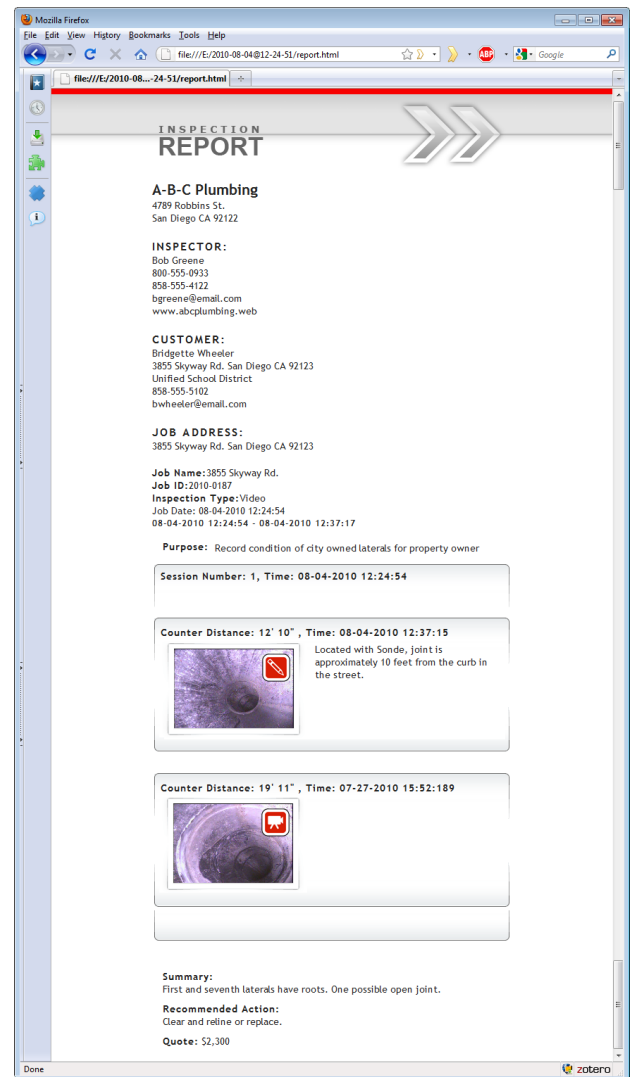 Mozilla Firefox
File Edit View History Bookmarks Tools Help
file:///E:/2010-08-04@12-24-51/report.html
ABP
Google
file:///E:/2010-08...-24-51/report.html
INSPECTION
REPORT
A-B-C Plumbing
4789 Robbins St.
San Diego CA 92122
INSPECTOR:
Bob Greene
800-555-0933
858-555-4122
bgreene@email.com
www.abcplumbing.web
CUSTOMER:
Bridgette Wheeler
3855 Skyway Rd. San Diego CA 92123
Unified School District
858-555-5102
bwheeler@email.com
JOB ADDRESS:
3855 Skyway Rd. San Diego CA 92123
Job Name:3855 Skyway Rd.
Job ID:2010-0187
Inspection Type:Video
Job Date: 08-04-2010 12:24:54
08-04-2010 12:24:54 - 08-04-2010 12:37:17
Purpose: Record condition of city owned laterals for property owner
Session Number: 1, Time: 08-04-2010 12:24:54
Counter Distance: 12' 10" , Time: 08-04-2010 12:37:15
Located with Sonde, joint is
approximately 10 feet from the curb in
the street.
Counter Distance: 19' 11" , Time: 07-27-2010 15:52:189
Summary:
First and seventh laterals have roots. One possible open joint.
Recommended Action:
Clear and reline or replace.
Quote: $2,300
Done
zotero